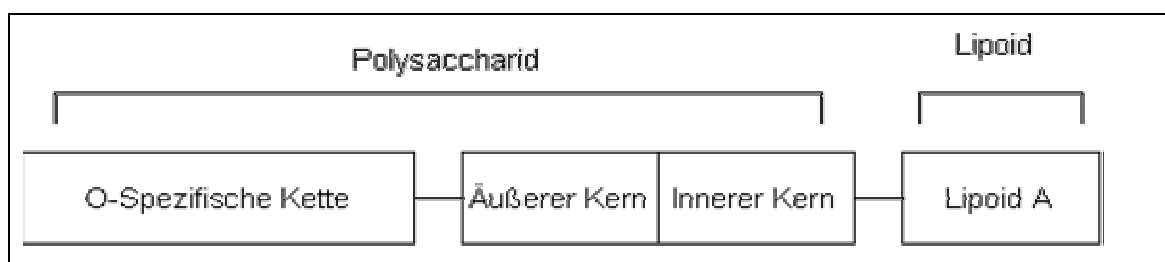 Lipoid
Polysaccharid
O-Spezifische Kette Äußerer Kern Innerer Kern Lipoid A